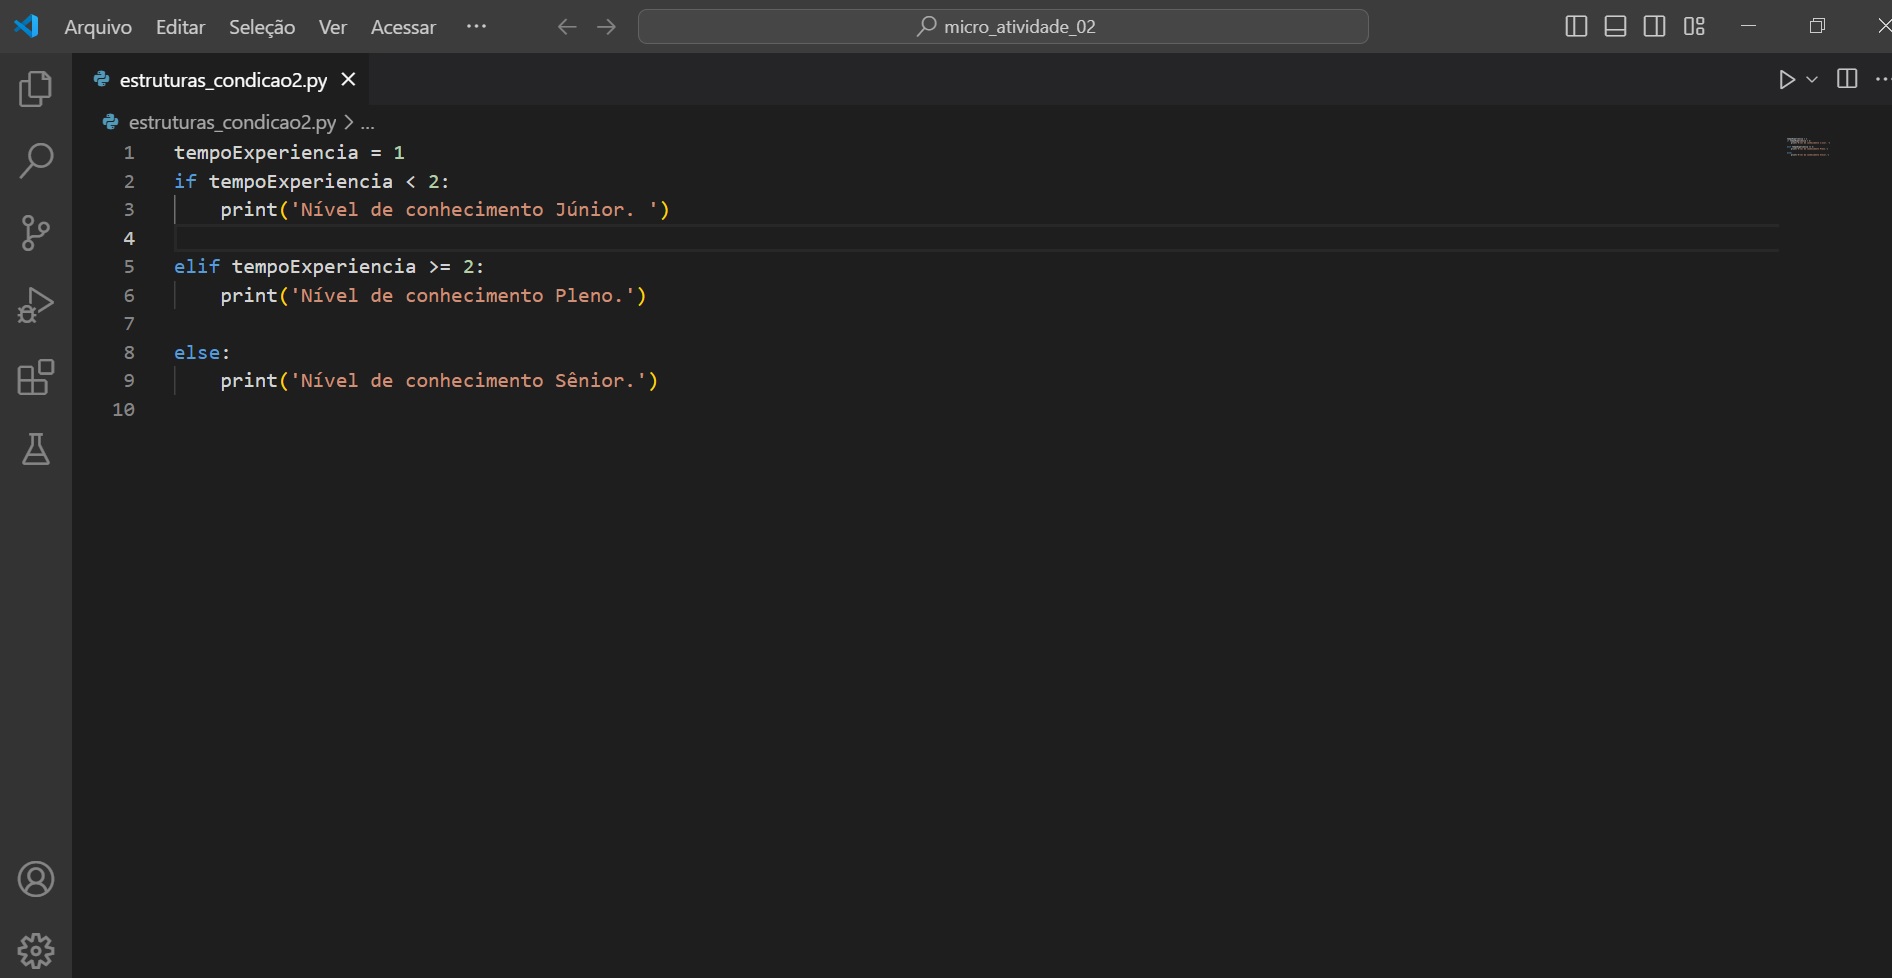 Arquivo Editar Seleção Ver Acessar ··· micro_atividade_02
estruturas_condicao2.py
estruturas_condicao2.py > ...
1 tempoExperiencia = 1
2 if tempoExperiencia < 2:
3 print('Nível de conhecimento Júnior. ')
4
5 elif tempoExperiencia >= 2:
6 print('Nível de conhecimento Pleno.')
7
8 else:
9 print('Nível de conhecimento Sênior.')
10